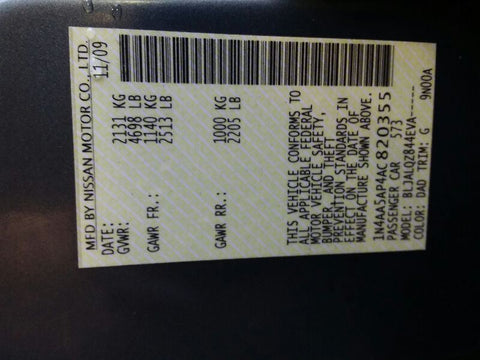 MFD BY NISSAN MOTOR CO., LTD.
DATE: 11/09
GVWR: 2131 KG
4698 LB
GAWR FR.: 1140 KG
2513 LB
GAWR RR.: 1000 KG
2205 LB
THIS VEHICLE CONFORMS TO
ALL APPLICABLE FEDERAL
MOTOR VEHICLE SAFETY,
BUMPER, AND THEFT
PREVENTION STANDARDS IN
EFFECT ON THE DATE OF
MANUFACTURE SHOWN ABOVE.
1N4AA5AP4AC820355
PASSENGER CAR 573
MODEL: BLJALQZ844EVA-----
COLOR: LOAD TRIM: G 9N00A